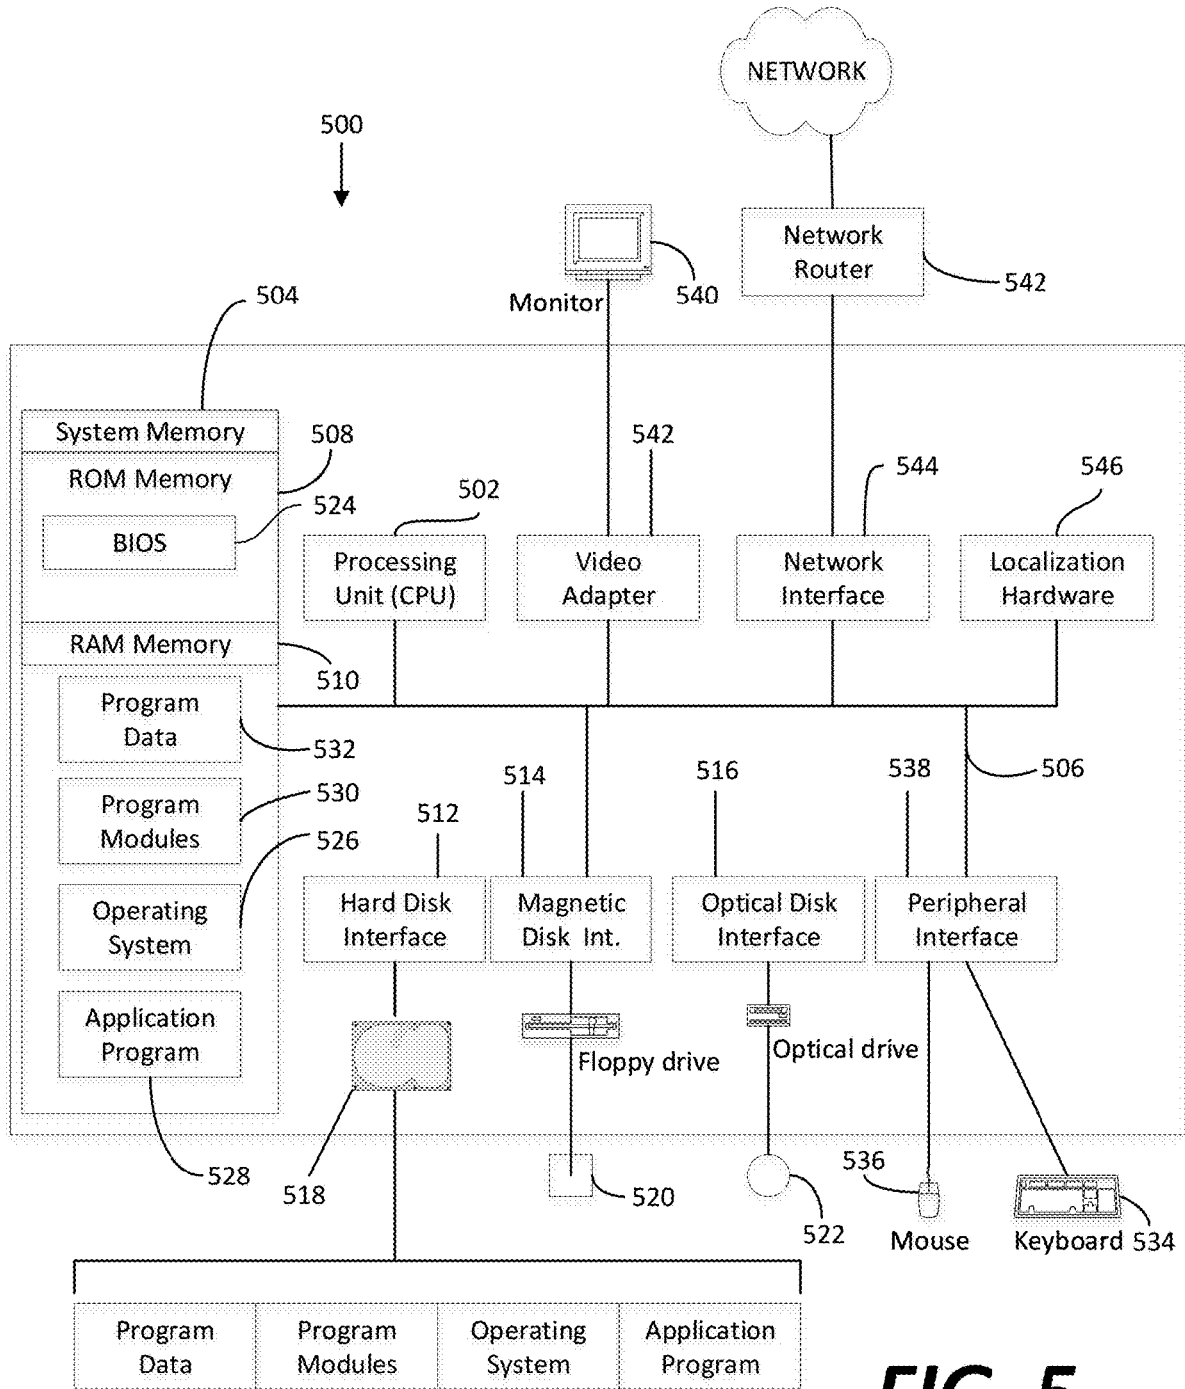 NETWORK
500
Network
Router
542
540
Monitor
504
System Memory
508
ROM Memory
524
BIOS
502
542
544
546
Processing
Unit (CPU)
Video
Adapter
Network
Interface
Localization
Hardware
RAM Memory
510
Program
Data
532
530
Program
Modules
526
Operating
System
Application
Program
528
514
516
538
506
512
Hard Disk
Interface
Magnetic
Disk Int.
Optical Disk
Interface
Peripheral
Interface
Floppy drive
Optical drive
518
520
522
536
Mouse
Keyboard
534
Program
Data
Program
Modules
Operating
System
Application
Program
FIG. 5